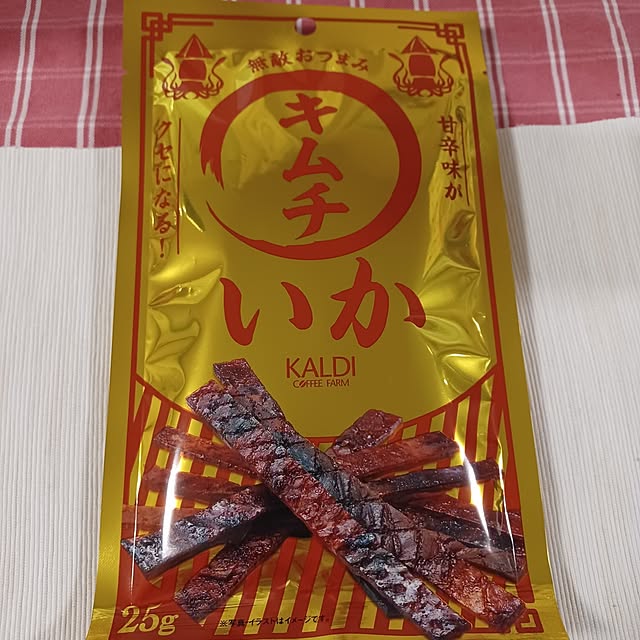 無敵おつまみ
キムチ
甘辛味が
クセになる!
いか
KALDI
COFFEE FARM
25g
※写真・イラストはイメージです。